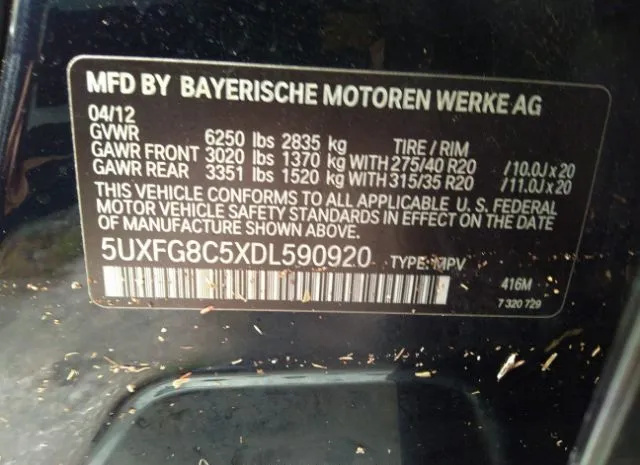 MFD BY BAYERISCHE MOTOREN WERKE AG
04/12
GVWR 6250 lbs 2835 kg TIRE / RIM
GAWR FRONT 3020 lbs 1370 kg WITH 275/40 R20 /10.0J x 20
GAWR REAR 3351 lbs 1520 kg WITH 315/35 R20 /11.0J x 20
THIS VEHICLE CONFORMS TO ALL APPLICABLE U. S. FEDERAL
MOTOR VEHICLE SAFETY STANDARDS IN EFFECT ON THE DATE
OF MANUFACTURE SHOWN ABOVE.
5UXFG8C5XDL590920 TYPE: MPV
416M
7 320 729